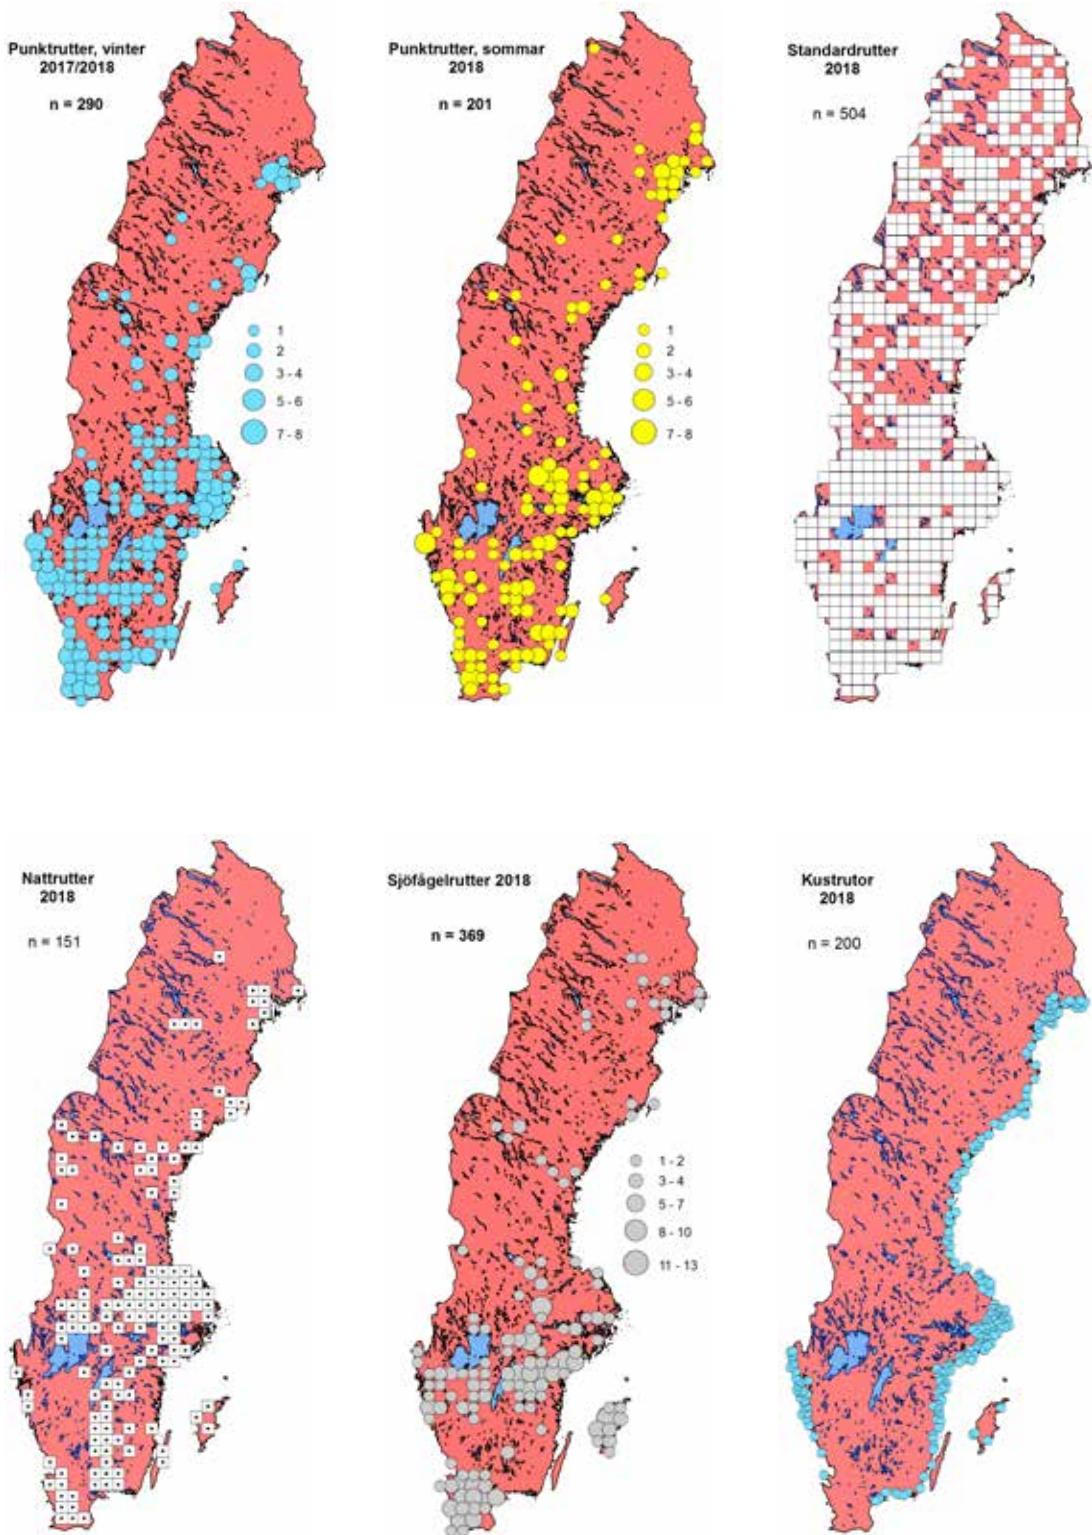 Punktrutter, vinter
2017/2018
n = 290
1
2
3 - 4
5 - 6
7 - 8
Punktrutter, sommar
2018
n = 201
1
2
3 - 4
5 - 6
7 - 8
Standardrutter
2018
n = 504
Nattrutter
2018
n = 151
Sjöfågelrutter 2018
n = 369
1 - 2
3 - 4
5 - 7
8 - 10
11 - 13
Kustrutor
2018
n = 200